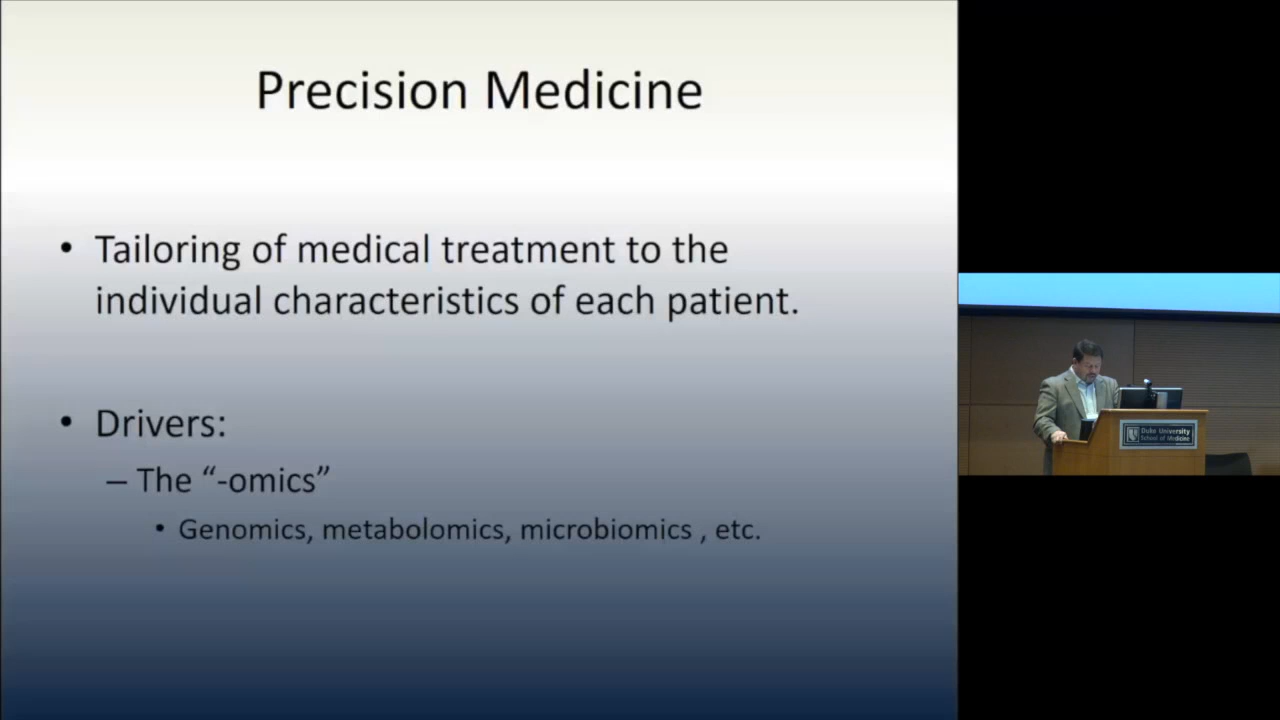 Precision Medicine
• Tailoring of medical treatment to the
individual characteristics of each patient.
• Drivers:
– The “-omics”
• Genomics, metabolomics, microbiomics , etc.
Duke University
School of Medicine